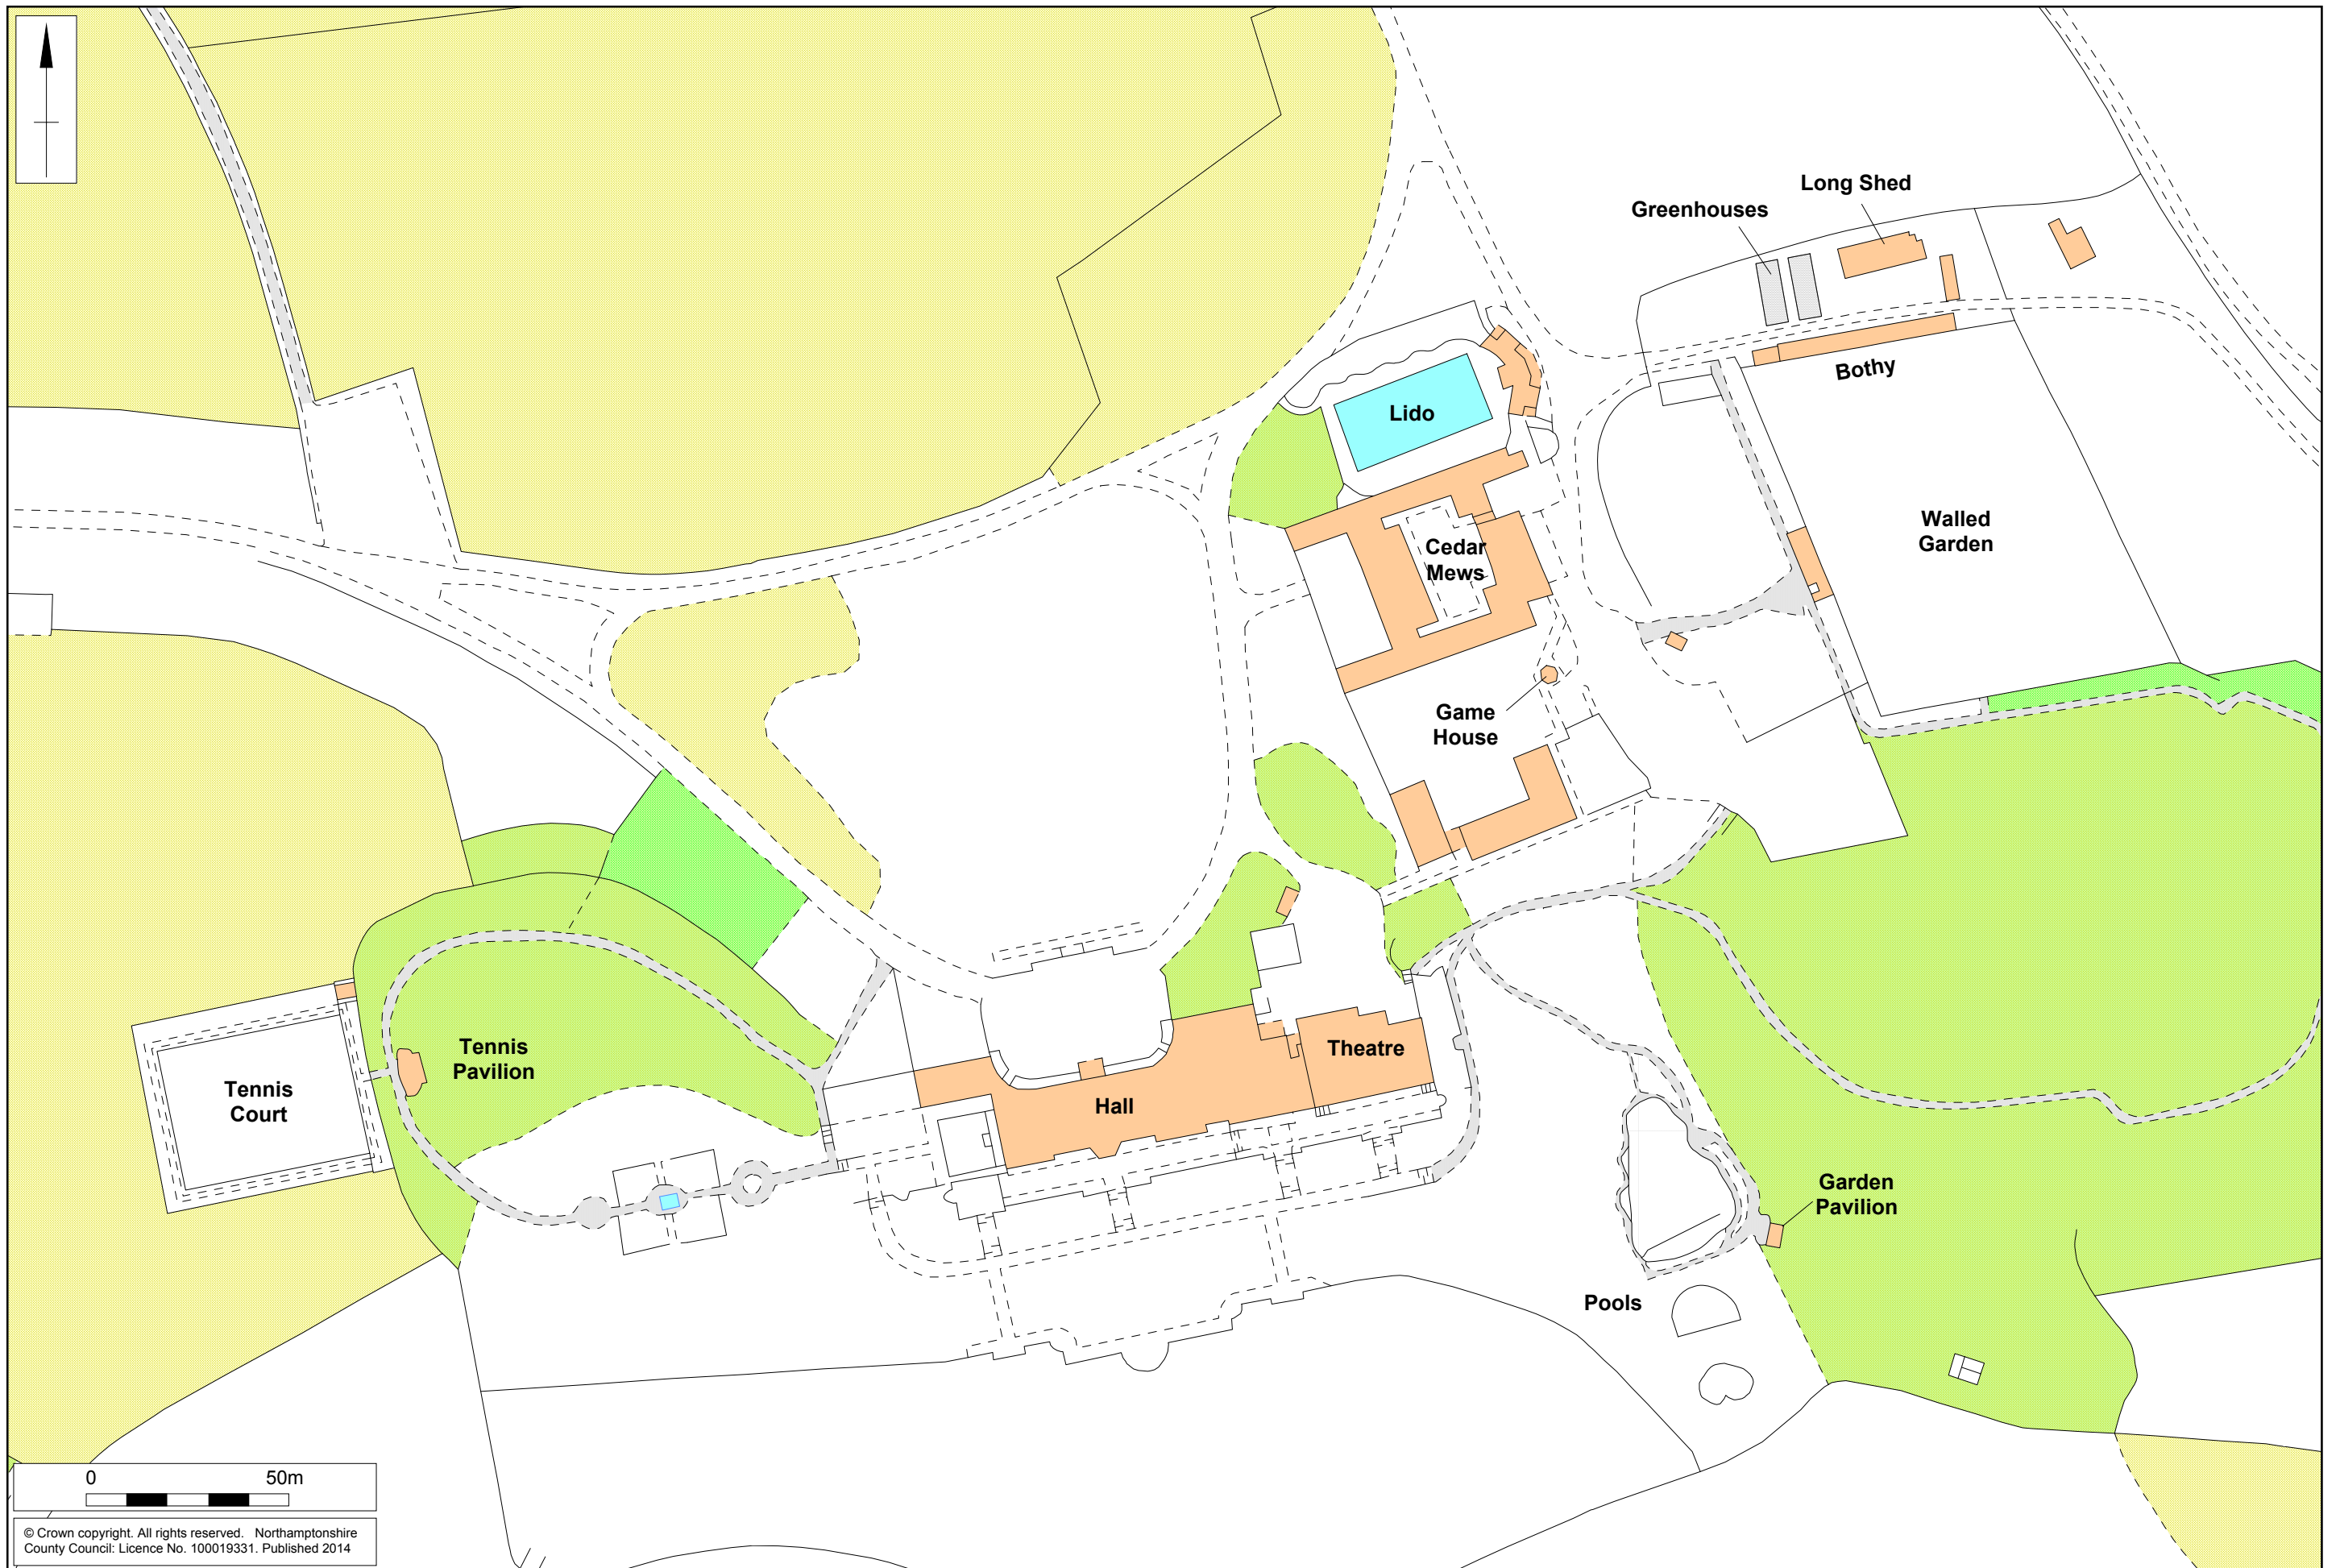 Long Shed
Greenhouses
Bothy
Lido
Walled
Garden
Cedar
Mews
Game
House
Tennis
Pavilion
Theatre
Tennis
Court
Hall
Garden
Pavilion
Pools
0 50m
© Crown copyright. All rights reserved. Northamptonshire
County Council: Licence No. 100019331. Published 2014